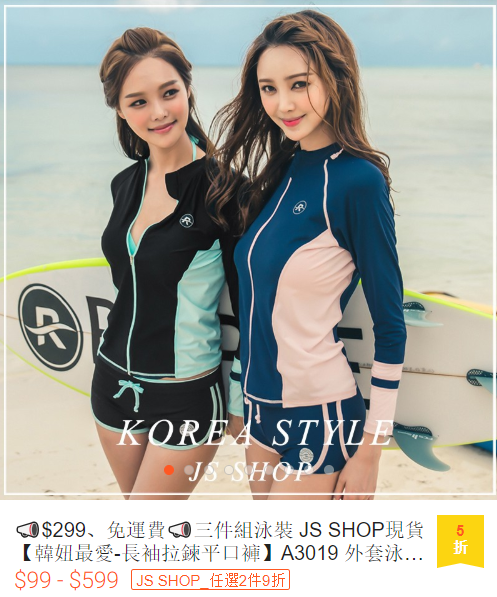 R
R
R
KOREA STYLE
JS SHOP
$299、免運費 三件組泳裝 JS SHOP現貨
【韓妞最愛-長袖拉鍊平口褲】A3019 外套泳…
5
折
$99 - $599 JS SHOP_任選2件9折